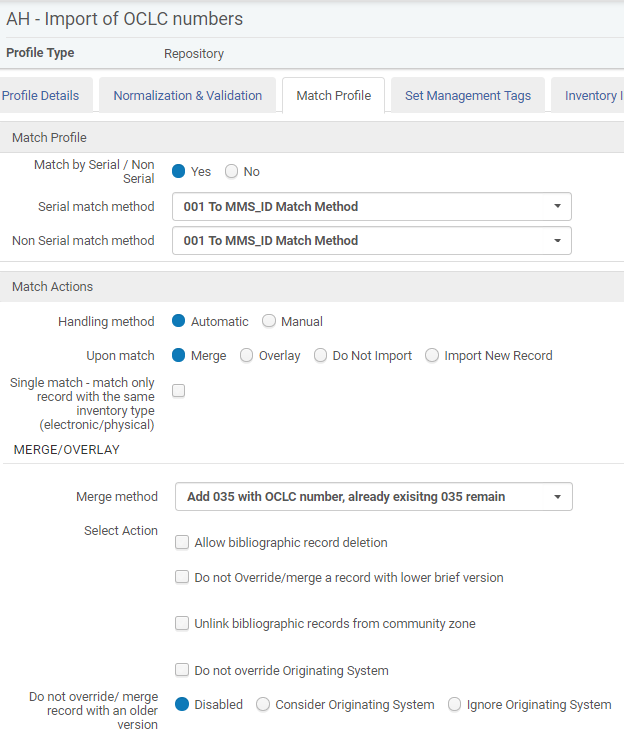 AH - Import of OCLC numbers
Profile Type Repository
Profile Details Normalization & Validation Match Profile Set Management Tags Inventory I
Match Profile
Match by Serial / Non
Serial
Yes No
Serial match method 001 To MMS_ID Match Method
Non Serial match method 001 To MMS_ID Match Method
Match Actions
Handling method Automatic Manual
Upon match Merge Overlay Do Not Import Import New Record
Single match - match only
record with the same
inventory type
(electronic/physical)
MERGE/OVERLAY
Merge method Add 035 with OCLC number, already exisitng 035 remain
Select Action
Allow bibliographic record deletion
Do not Override/merge a record with lower brief version
Unlink bibliographic records from community zone
Do not override Originating System
Do not override/ merge
record with an older
version
Disabled Consider Originating System Ignore Originating System